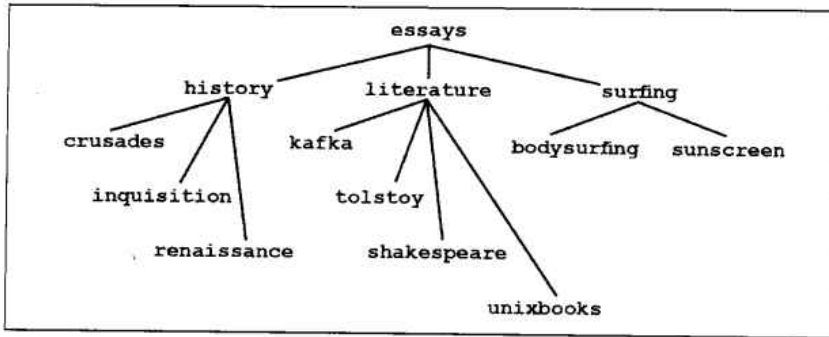 essays
history literature surfing
crusades kafka bodysurfing sunscreen
inquisition tolstoy
renaissance shakespeare
unixbooks